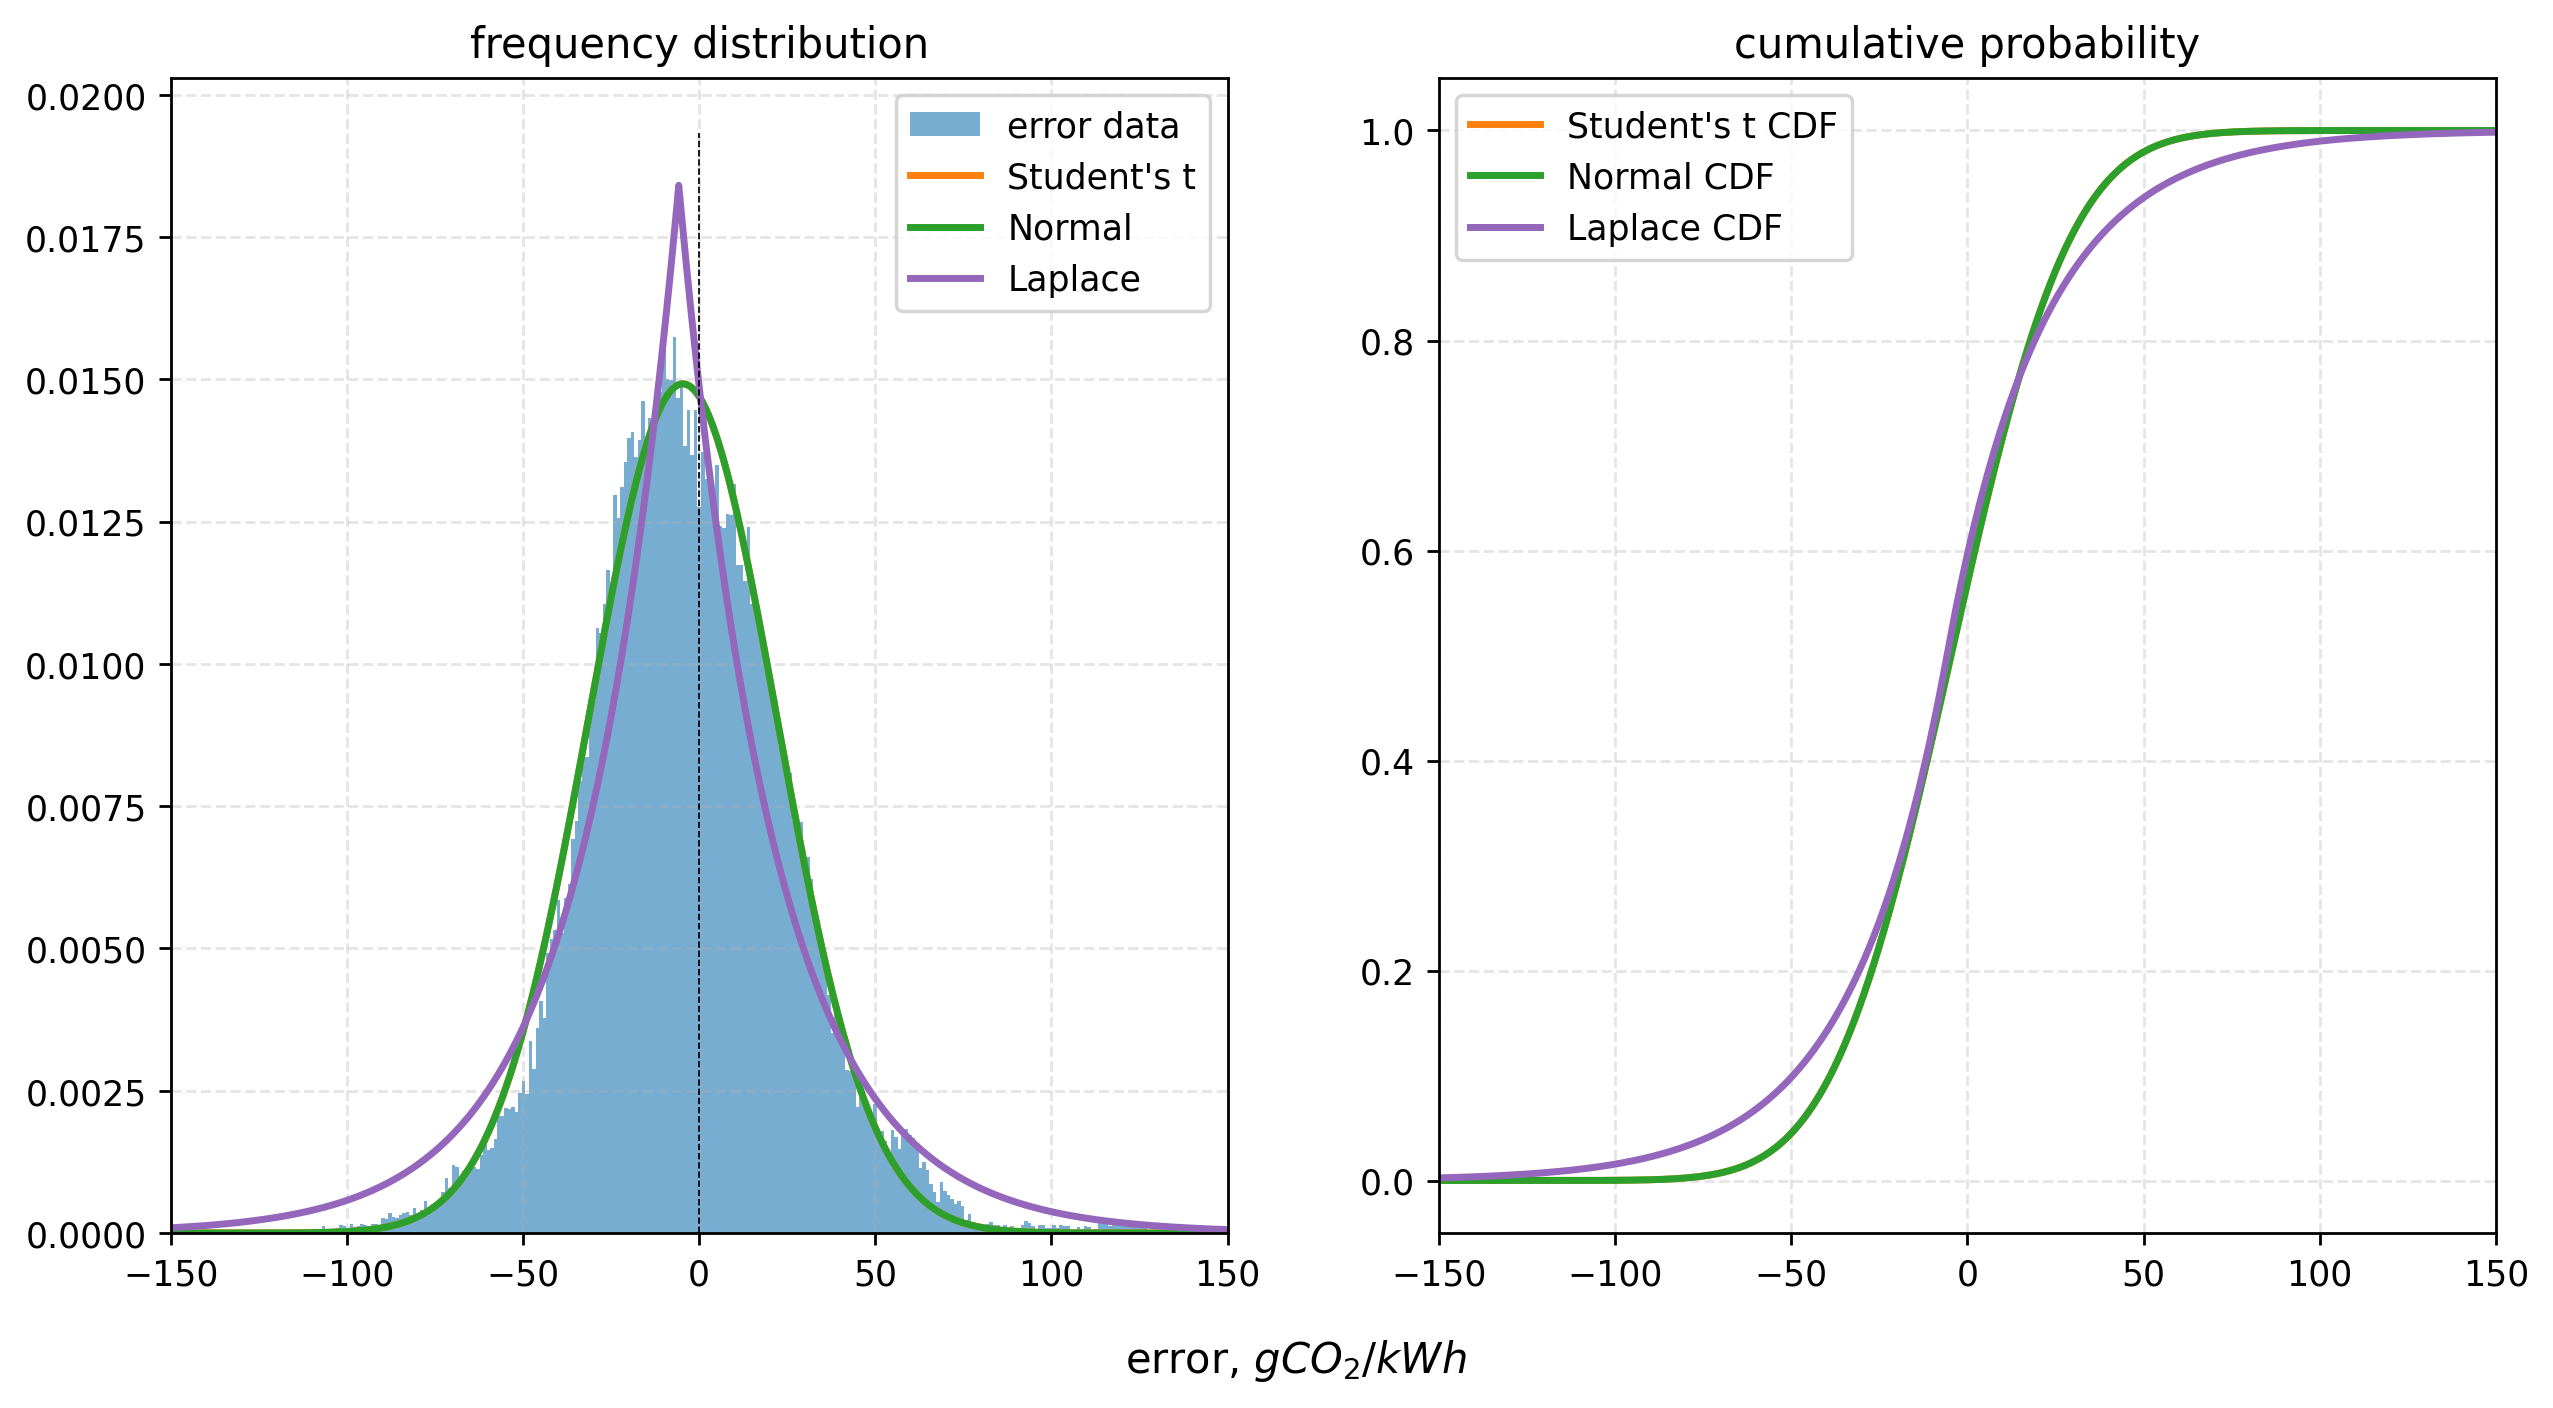 frequency distribution
0.0200
0.0175
0.0150
0.0125
0.0100
0.0075
0.0050
0.0025
0.0000
−150
−100
−50
0
50
100
150
error data
Student's t
Normal
Laplace
cumulative probability
1.0
0.8
0.6
0.4
0.2
0.0
−150
−100
−50
0
50
100
150
Student's t CDF
Normal CDF
Laplace CDF
error, gCO₂/kWh